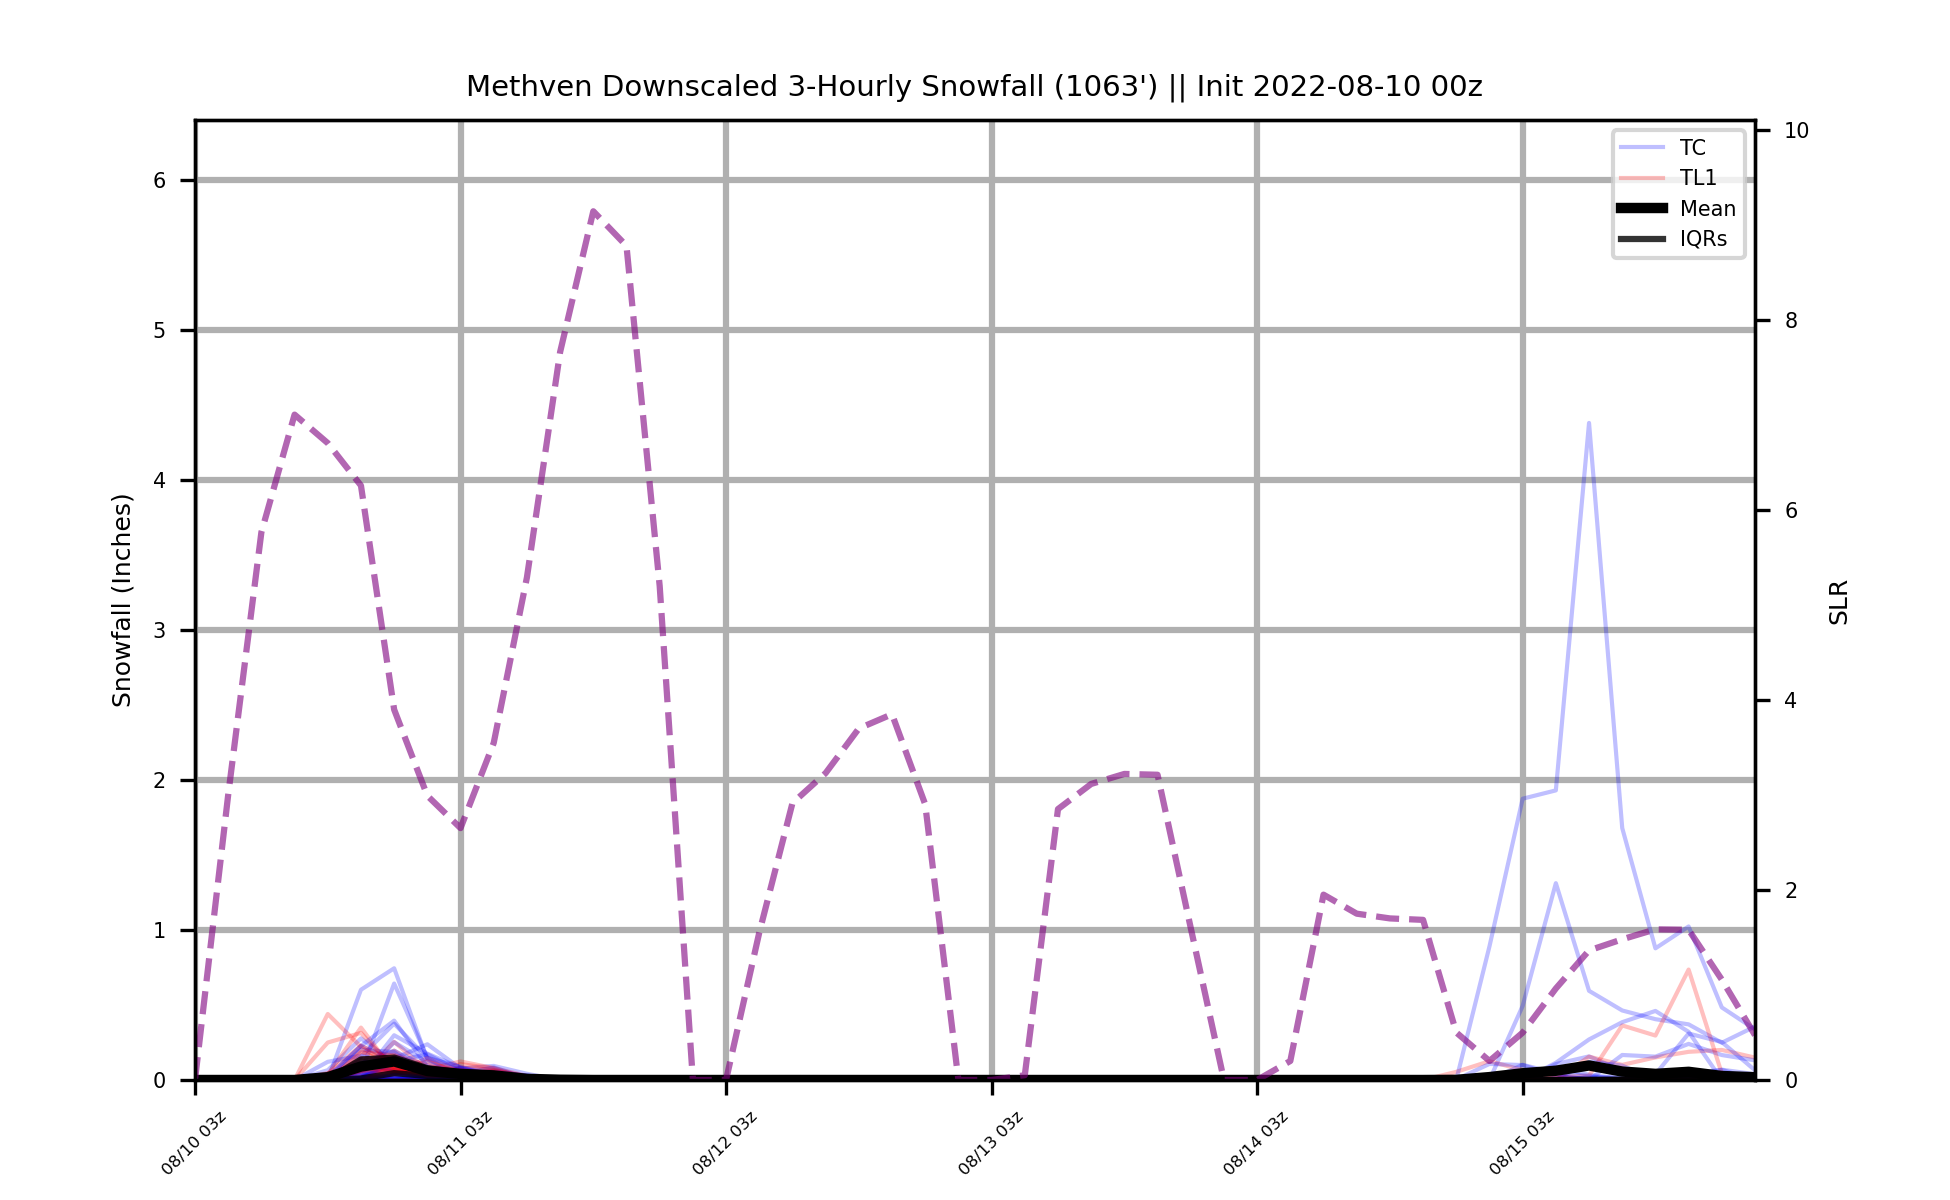 Methven Downscaled 3-Hourly Snowfall (1063') || Init 2022-08-10 00z
TC
TL1
Mean
IQRs
Snowfall (Inches)
6
5
4
3
2
1
0
SLR
10
8
6
4
2
0
08/10 03z
08/11 03z
08/12 03z
08/13 03z
08/14 03z
08/15 03z